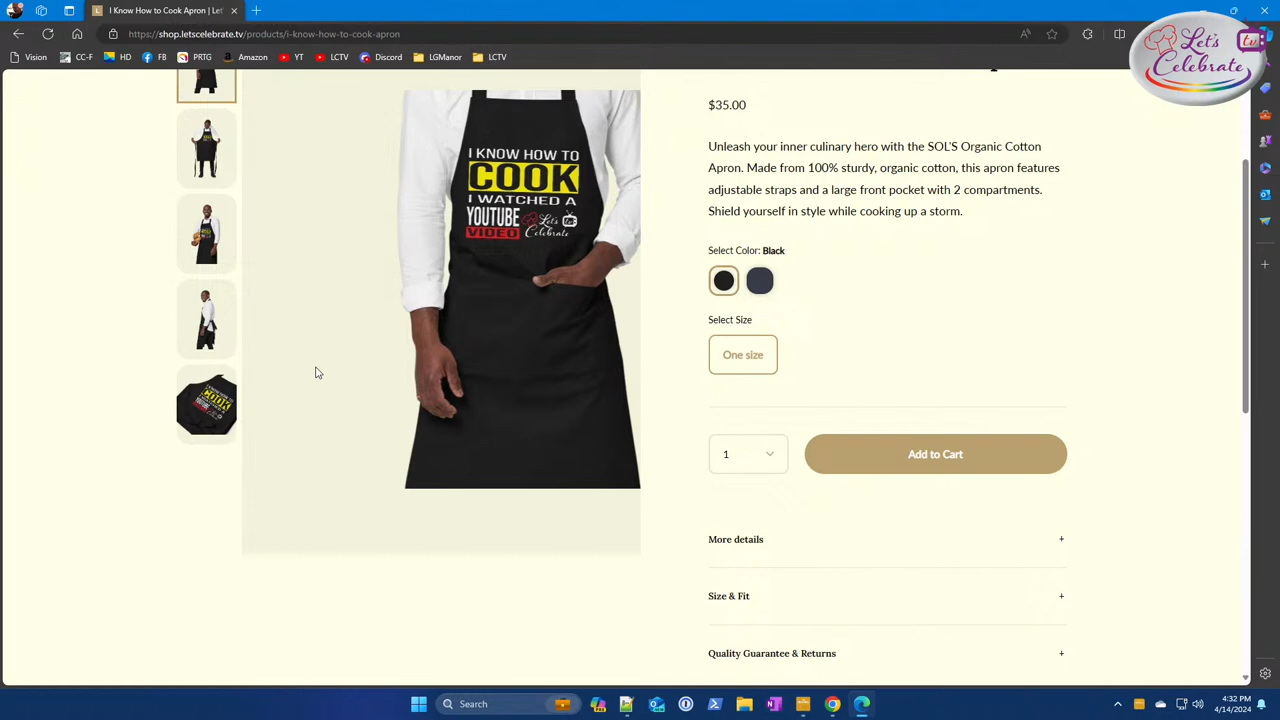 I Know How to Cook Apron | Let's
https://shop.letscelebrate.tv/products/i-know-how-to-cook-apron
Vision
CC-F
HD
FB
PRTG
Amazon
YT
LCTV
Discord
LGManor
LCTV
Let's
Celebrate
tv
$35.00
Unleash your inner culinary hero with the SOL'S Organic Cotton
Apron. Made from 100% sturdy, organic cotton, this apron features
adjustable straps and a large front pocket with 2 compartments.
Shield yourself in style while cooking up a storm.
Select Color: Black
Select Size
One size
1
Add to Cart
More details +
Size & Fit +
Quality Guarantee & Returns +
I KNOW HOW TO
COOK
I WATCHED A
YOUTUBE
VIDEO
Let's
Celebrate
TV
I KNOW HOW TO
COOK
Search
4:32 PM
4/14/2024